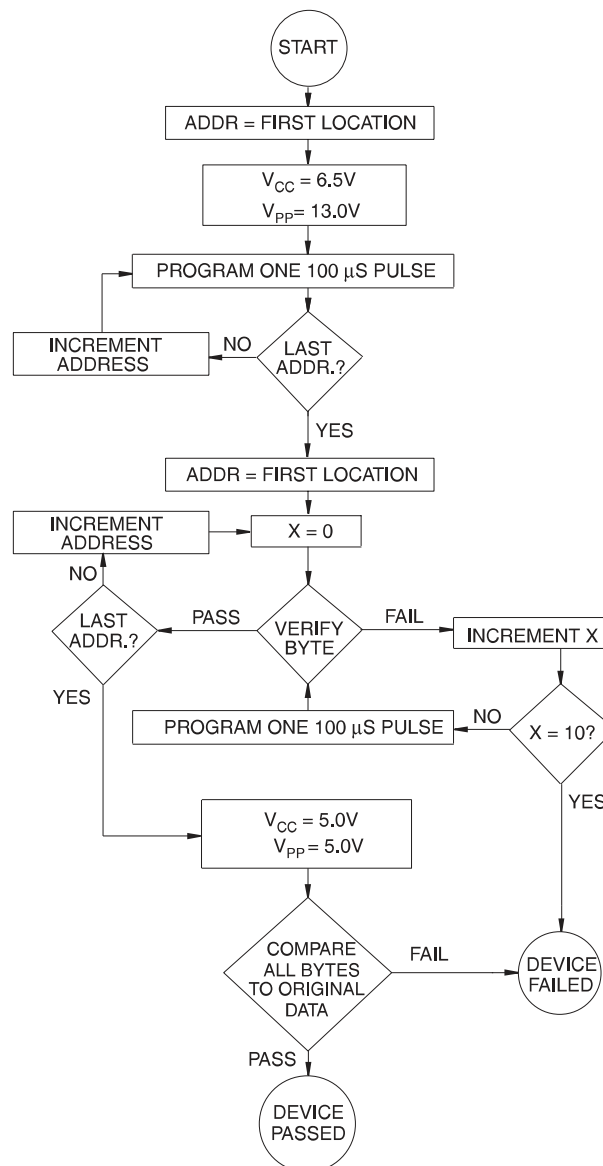 START
ADDR = FIRST LOCATION
VCC = 6.5V
VPP= 13.0V
PROGRAM ONE 100 µS PULSE
INCREMENT
ADDRESS
NO
LAST
ADDR.?
YES
ADDR = FIRST LOCATION
INCREMENT
ADDRESS
X = 0
NO
LAST
ADDR.?
PASS
VERIFY
BYTE
FAIL
INCREMENT X
YES
PROGRAM ONE 100 µS PULSE
NO
X = 10?
YES
VCC = 5.0V
VPP = 5.0V
COMPARE
ALL BYTES
TO ORIGINAL
DATA
FAIL
DEVICE
FAILED
PASS
DEVICE
PASSED